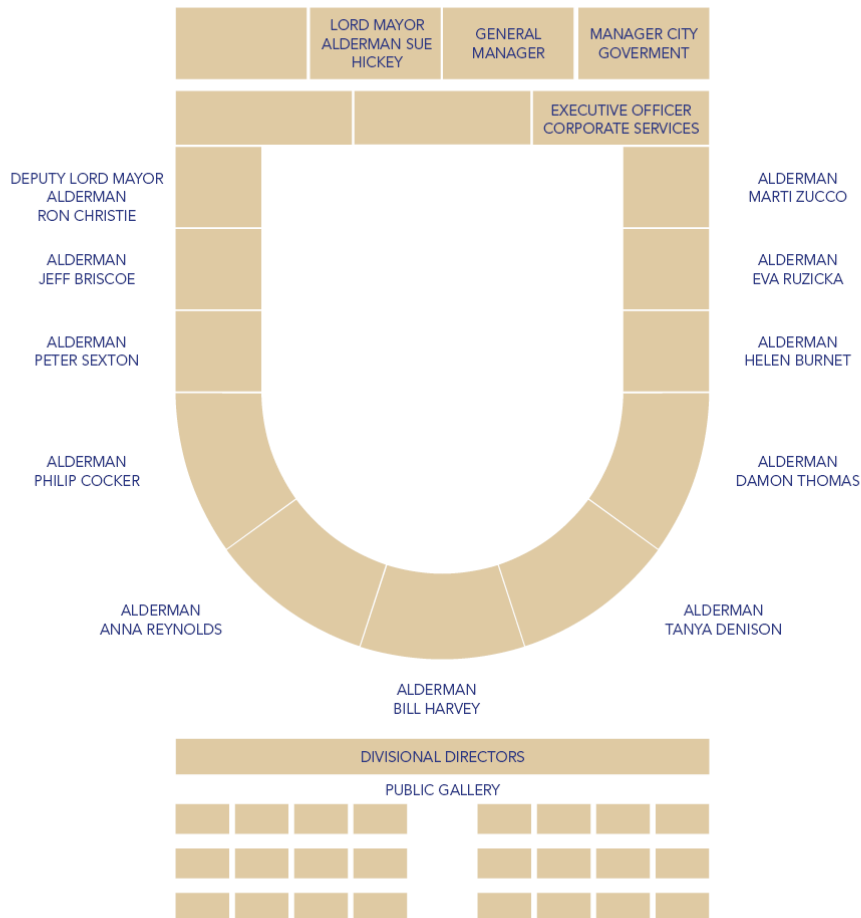 LORD MAYOR
ALDERMAN SUE
HICKEY
GENERAL
MANAGER
MANAGER CITY
GOVERMENT
EXECUTIVE OFFICER
CORPORATE SERVICES
DEPUTY LORD MAYOR
ALDERMAN
RON CHRISTIE
ALDERMAN
MARTI ZUCCO
ALDERMAN
JEFF BRISCOE
ALDERMAN
EVA RUZICKA
ALDERMAN
PETER SEXTON
ALDERMAN
HELEN BURNET
ALDERMAN
PHILIP COCKER
ALDERMAN
DAMON THOMAS
ALDERMAN
ANNA REYNOLDS
ALDERMAN
TANYA DENISON
ALDERMAN
BILL HARVEY
DIVISIONAL DIRECTORS
PUBLIC GALLERY